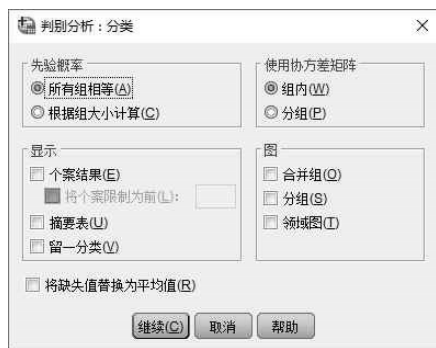 判别分析：分类
先验概率
所有组相等(A)
根据组大小计算(C)
使用协方差矩阵
组内(W)
分组(P)
显示
个案结果(E)
将个案限制为前(L):
摘要表(U)
留一分类(V)
图
合并组(O)
分组(S)
领域图(T)
将缺失值替换为平均值(R)
继续(C)
取消
帮助